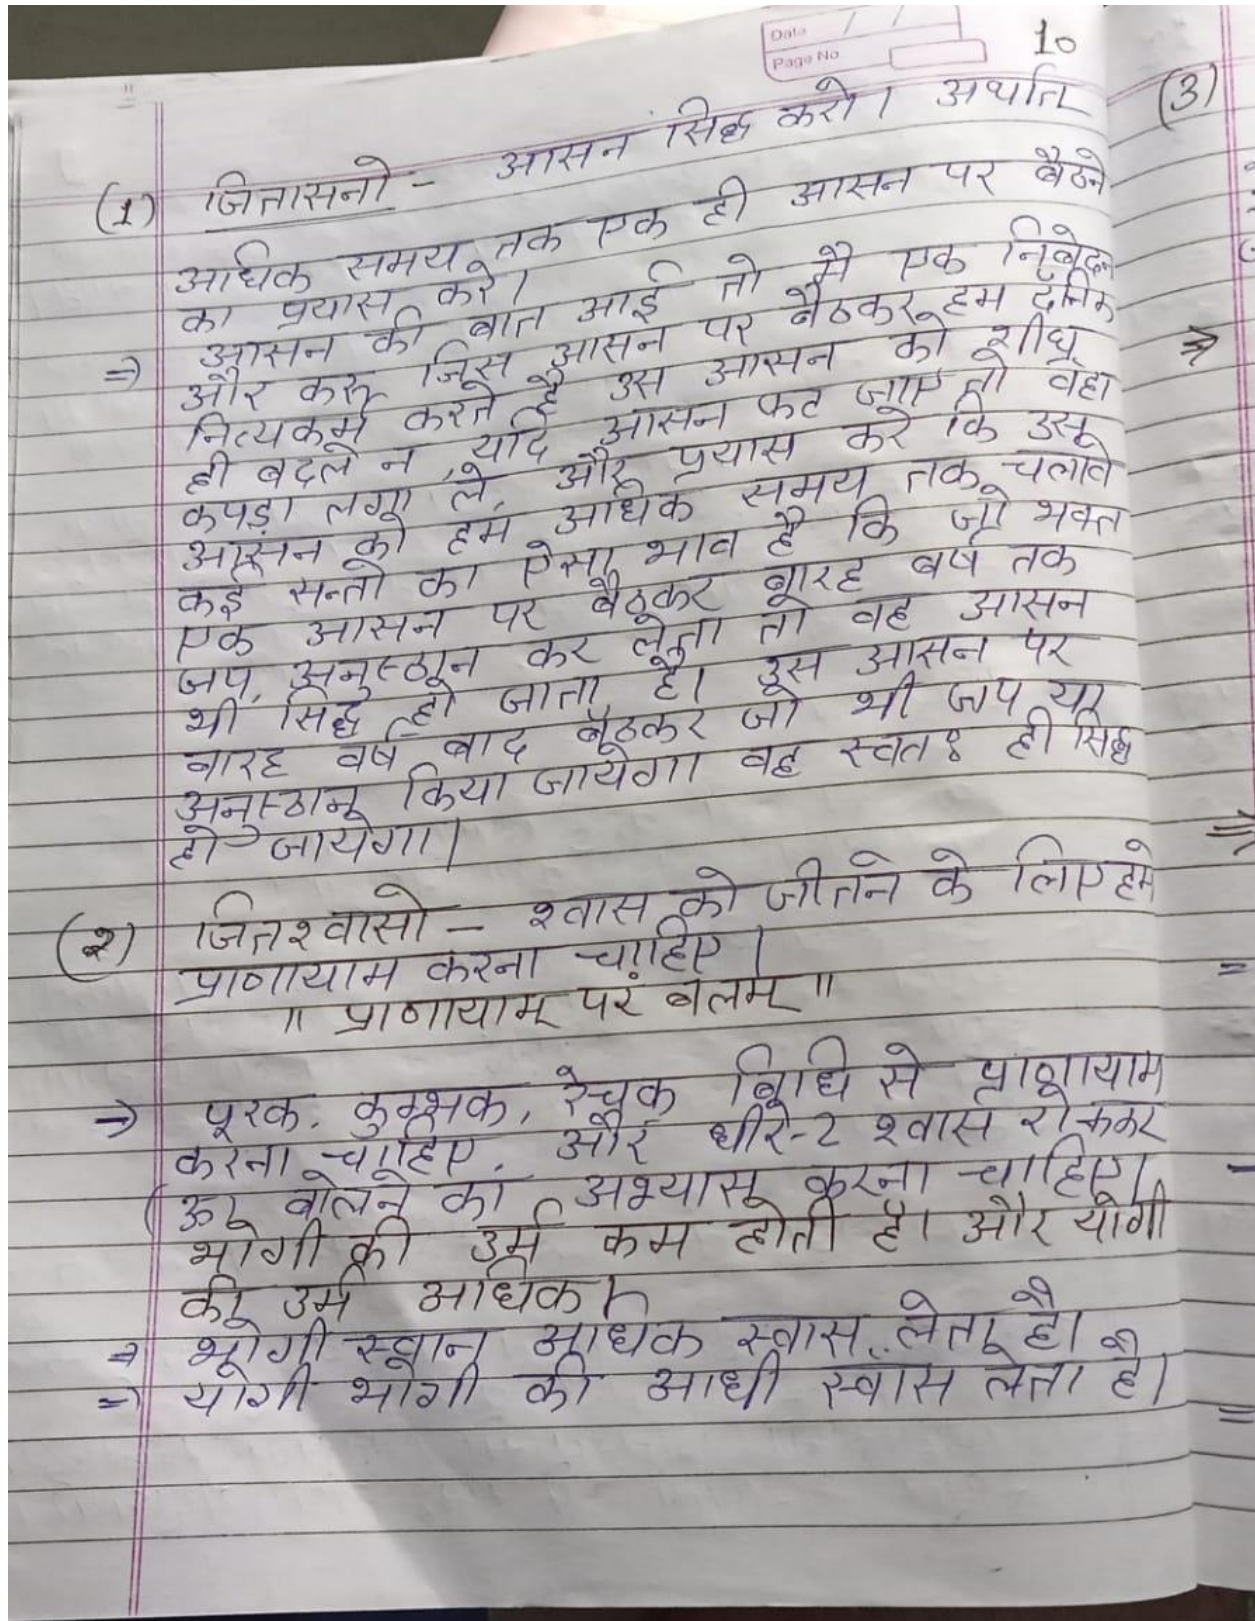 Date / /
Page No
10
(1) जितासनो - आसन सिद्ध करो। अर्थात
अधिक समय तक एक ही आसन पर बैठने
का प्रयास करे।
⇒ आसन की बात आई तो मै एक निवेदन
और करू जिस आसन पर बैठकर हम दैनिक
नित्यकर्म करते है उस आसन को शीघ्र
ही बदले न, यदि आसन फट जाए तो वहा
कपड़ा लगा ले, और प्रयास करे कि उस
आसन को हम अधिक समय तक चलावे
कई सन्तो का ऐसा भाव है कि जो भक्त
एक आसन पर बैठकर बारह वर्ष तक
जप, अनुस्ठान कर लेता तो वह आसन
भी सिद्ध हो जाता है। उस आसन पर
बारह वर्ष बाद बैठकर जो भी जप या
अनुस्ठान किया जायेगा वह स्वतः ही सिद्ध
हो जायेगा।
(२) जितश्वासो - श्वास को जीतने के लिए हमे
प्राणायाम करना चाहिए।
" प्राणायाम् परं बलम् "
→ पूरक, कुम्भक, रेचक विधि से प्राणायाम
करना चाहिए, और धीरे-2 श्वास रोककर
बोलने का अभ्यास करना चाहिए।
भोगी की उर्म कम होती है। और योगी
की उर्म अधिक।
⇒ भोगी स्वान अधिक स्वास लेता है।
⇒ योगी भोगी की आधी स्वास लेता है।
(3)